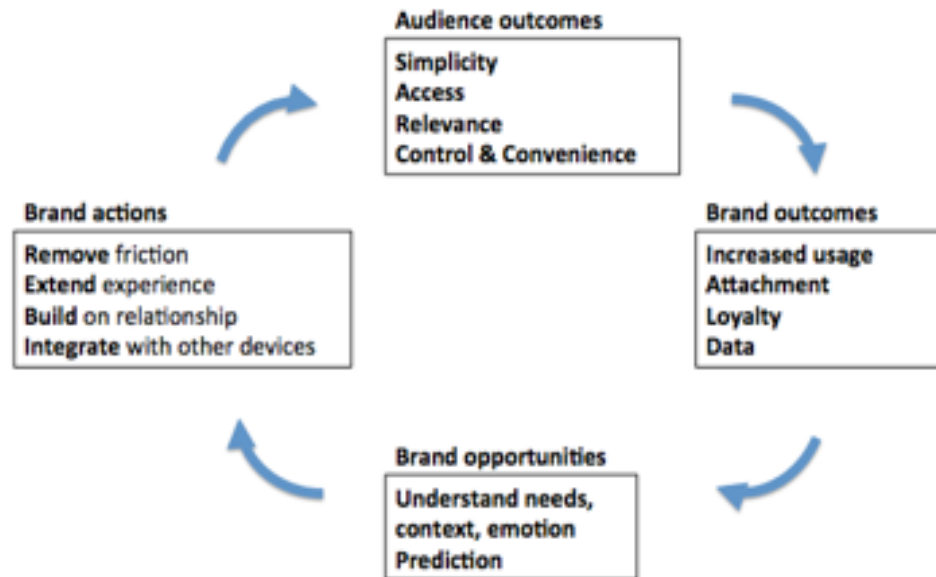 Audience outcomes
Simplicity
Access
Relevance
Control & Convenience
Brand actions
Remove friction
Extend experience
Build on relationship
Integrate with other devices
Brand outcomes
Increased usage
Attachment
Loyalty
Data
Brand opportunities
Understand needs,
context, emotion
Prediction